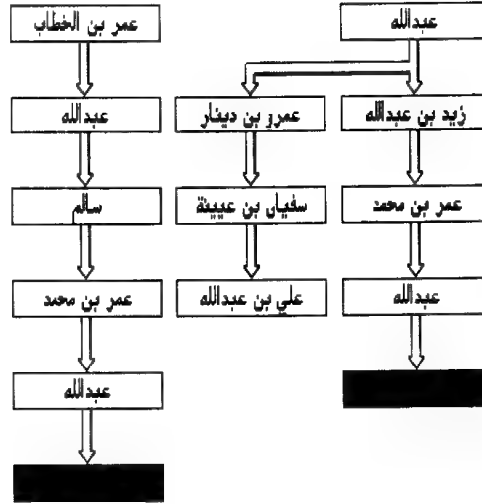 عبدالله
عمر بن الخطاب
زيد بن عبدالله
عمرو بن دينار
عبدالله
عمر بن محمد
سفيان بن عيينة
سالم
عبدالله
علي بن عبدالله
عمر بن محمد
عبدالله